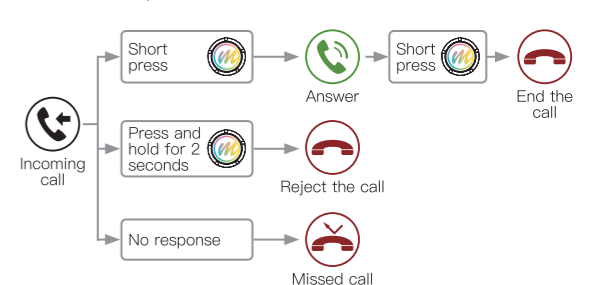 Short
press
Answer
Short
press
End the
call
Incoming
call
Press and
hold for 2
seconds
Reject the call
No response
Missed call